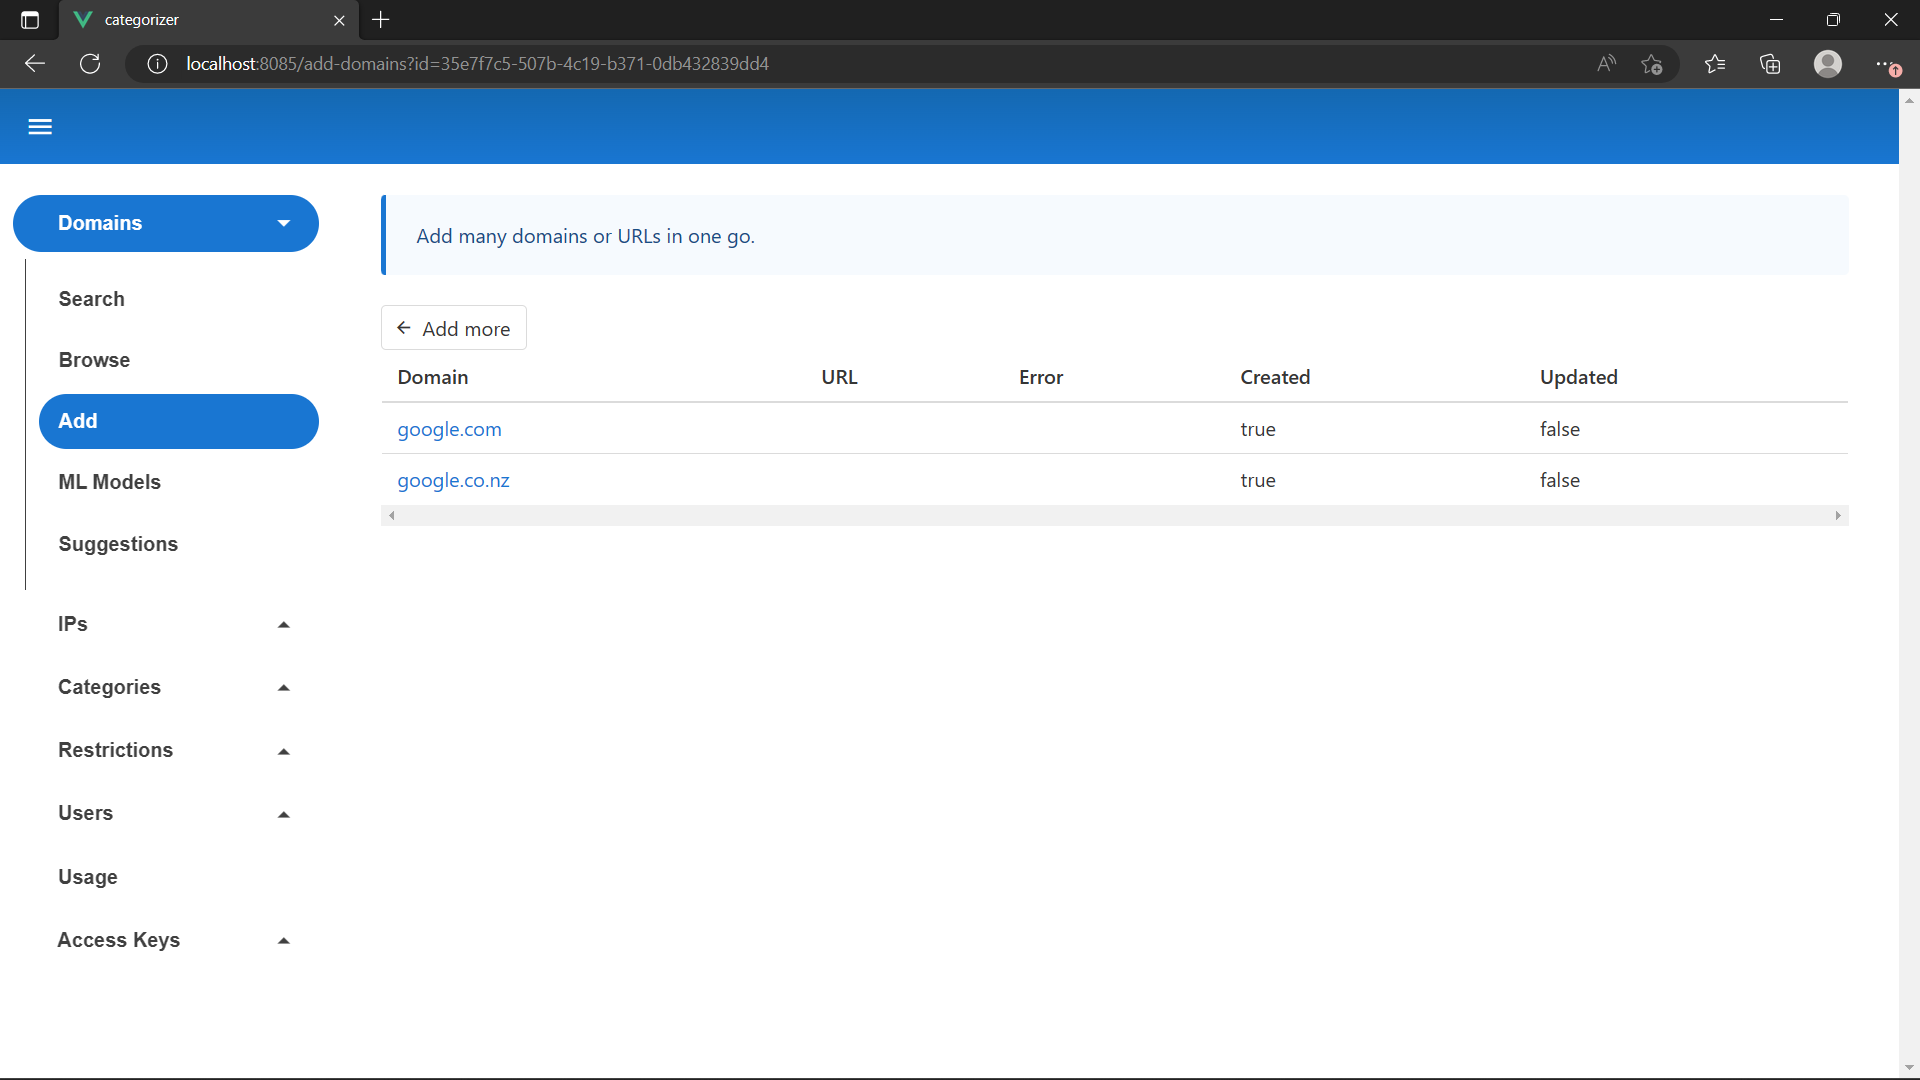 categorizer
localhost:8085/add-domains?id=35e7f7c5-507b-4c19-b371-0db432839dd4
Domains
Search
Browse
Add
ML Models
Suggestions
IPs
Categories
Restrictions
Users
Usage
Access Keys
Add many domains or URLs in one go.
Add more
Domain URL Error Created Updated
google.com true false
google.co.nz true false